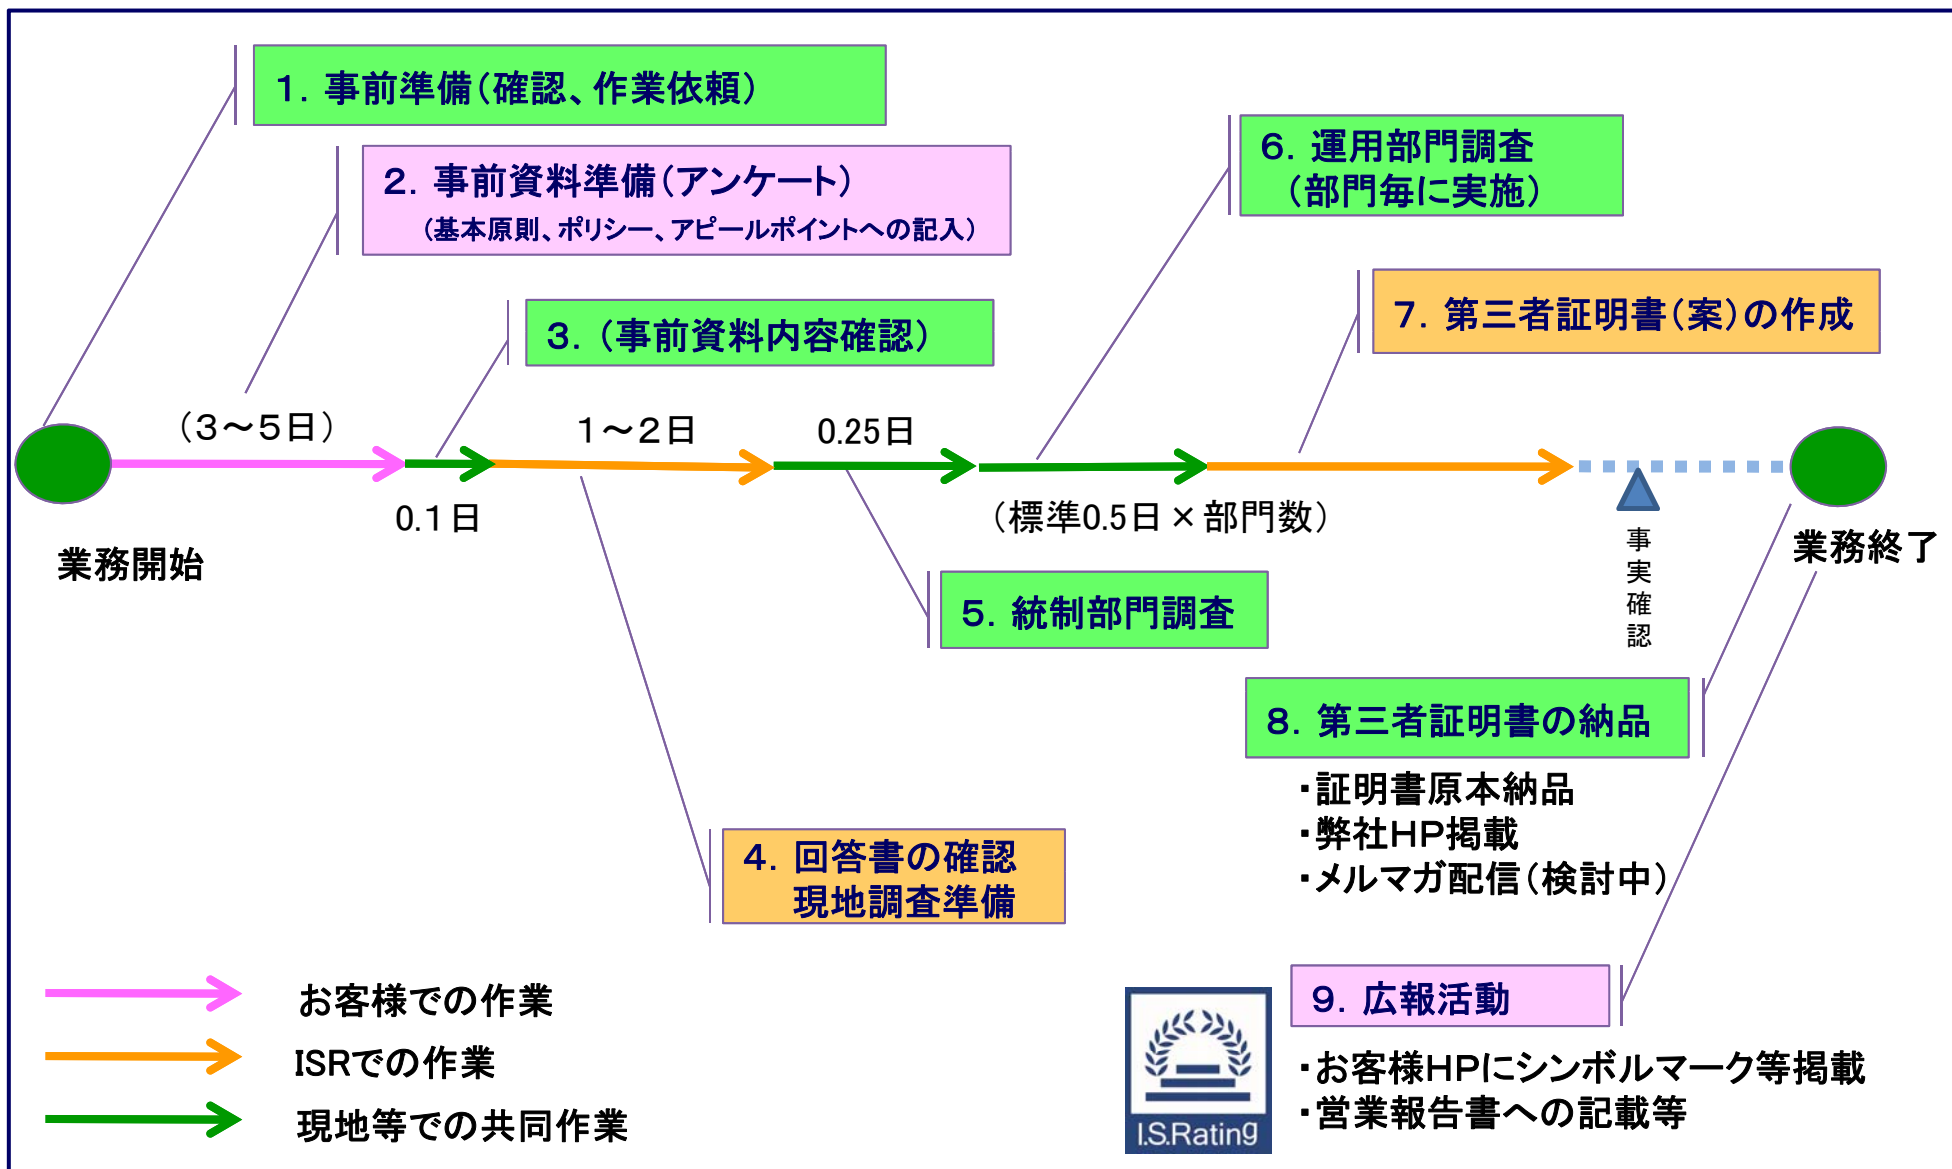 1. 事前準備(確認、作業依頼)
2. 事前資料準備(アンケート)
(基本原則、ポリシー、アピールポイントへの記入)
3. (事前資料内容確認)
6. 運用部門調査
(部門毎に実施)
7. 第三者証明書(案)の作成
(3～5日)
0.1日
1～2日
0.25日
(標準0.5日×部門数)
業務開始
事実確認
業務終了
5. 統制部門調査
8. 第三者証明書の納品
・証明書原本納品
・弊社HP掲載
・メルマガ配信(検討中)
4. 回答書の確認
現地調査準備
9. 広報活動
・お客様HPにシンボルマーク等掲載
・営業報告書への記載等
I.S.Rating
お客様での作業
ISRでの作業
現地等での共同作業